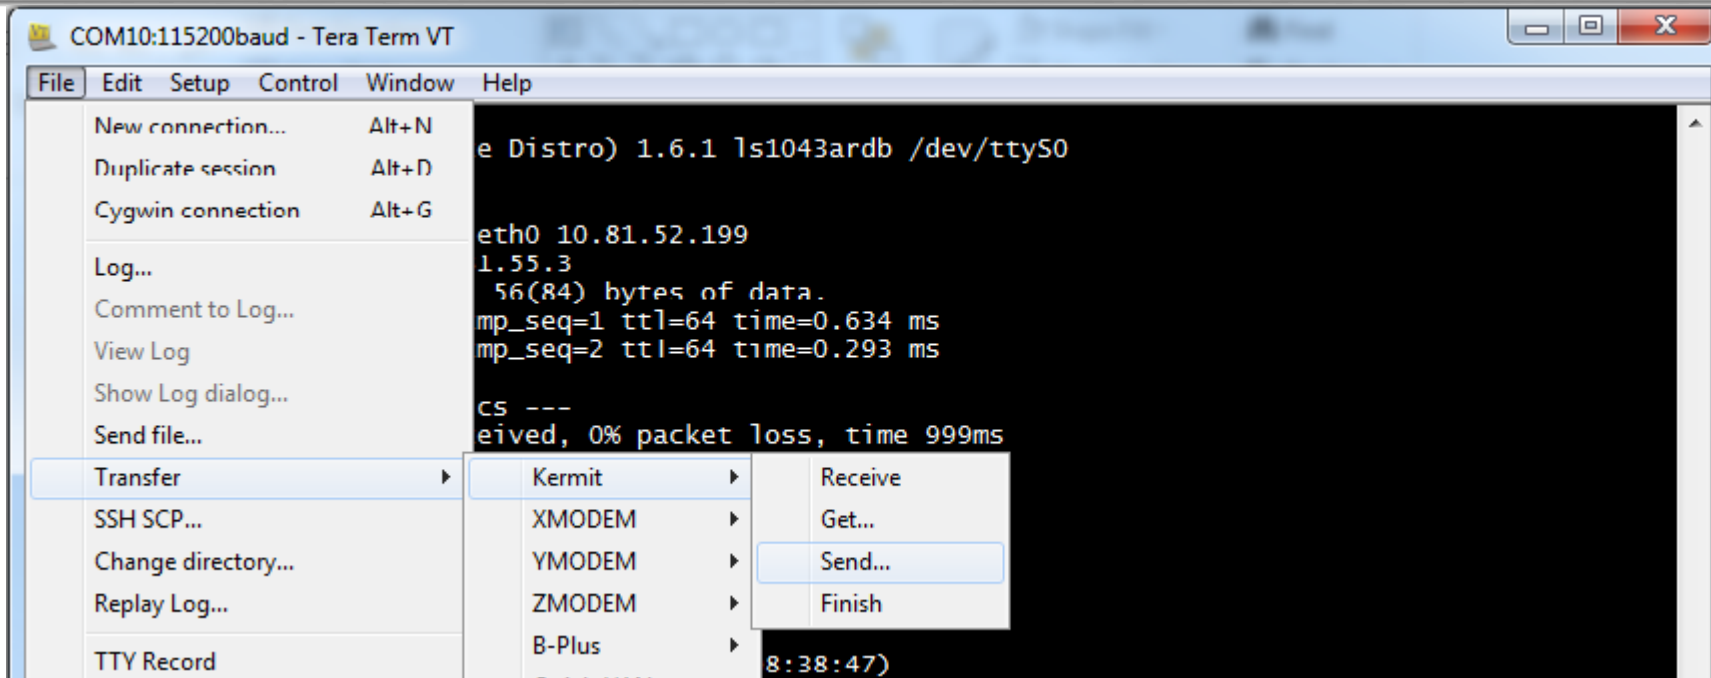 COM10:115200baud - Tera Term VT
File Edit Setup Control Window Help
New connection... Alt+N
Duplicate session Alt+D
Cygwin connection Alt+G
Log...
Comment to Log...
View Log
Show Log dialog...
Send file...
Transfer
SSH SCP...
Change directory...
Replay Log...
TTY Record
Kermit
XMODEM
YMODEM
ZMODEM
B-Plus
Receive
Get...
Send...
Finish
e Distro) 1.6.1 ls1043ardb /dev/ttyS0
eth0 10.81.52.199
1.55.3
56(84) bytes of data.
mp_seq=1 ttl=64 time=0.634 ms
mp_seq=2 ttl=64 time=0.293 ms
cs ---
eived, 0% packet loss, time 999ms
8:38:47)